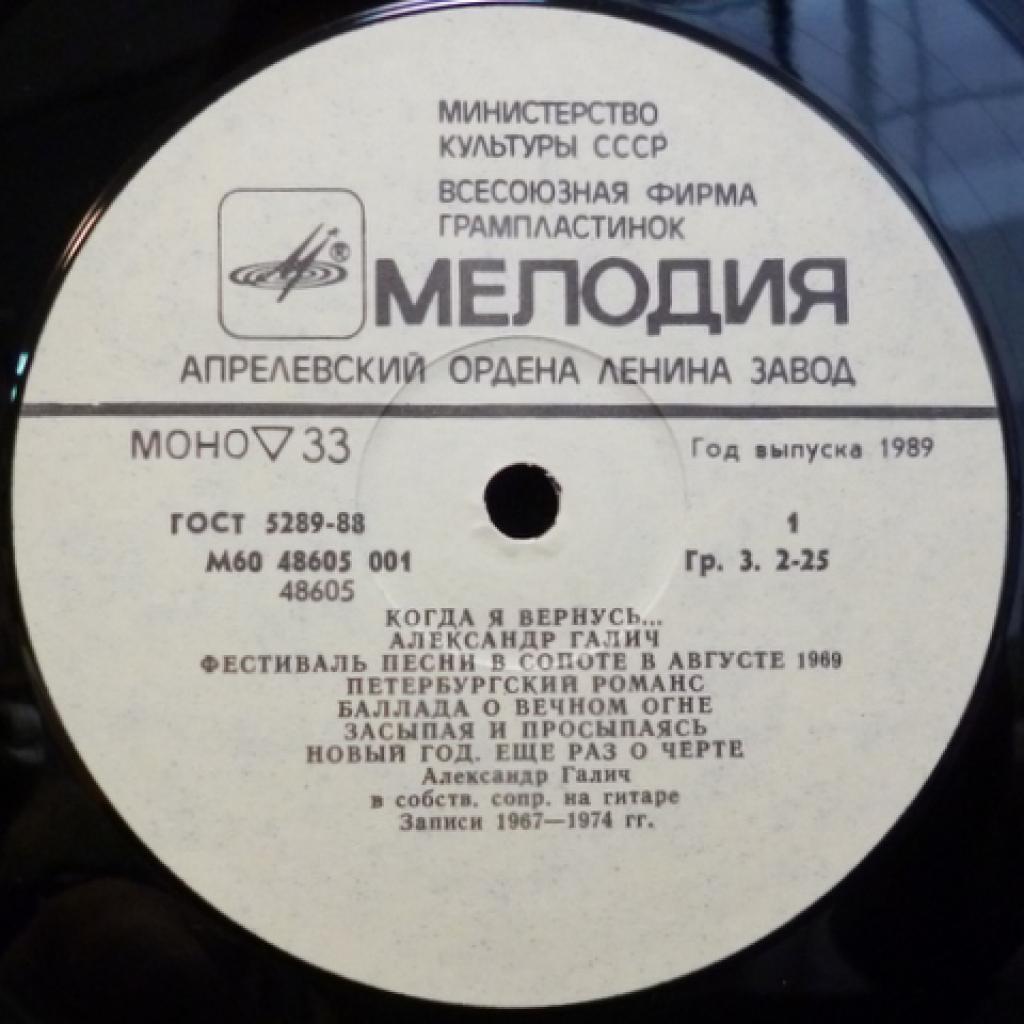 МИНИСТЕРСТВО
КУЛЬТУРЫ СССР
ВСЕСОЮЗНАЯ ФИРМА
ГРАМПЛАСТИНОК
® МЕЛОДИЯ
АПРЕЛЕВСКИЙ ОРДЕНА ЛЕНИНА ЗАВОД
МОНО ▽ 33 Год выпуска 1989
ГОСТ 5289-88 1
М60 48605 001 Гр. 3. 2-25
48605
КОГДА Я ВЕРНУСЬ...
АЛЕКСАНДР ГАЛИЧ
ФЕСТИВАЛЬ ПЕСНИ В СОПОТЕ В АВГУСТЕ 1969
ПЕТЕРБУРГСКИЙ РОМАНС
БАЛЛАДА О ВЕЧНОМ ОГНЕ
ЗАСЫПАЯ И ПРОСЫПАЯСЬ
НОВЫЙ ГОД. ЕЩЕ РАЗ О ЧЕРТЕ
Александр Галич
в собств. сопр. на гитаре
Записи 1967—1974 гг.